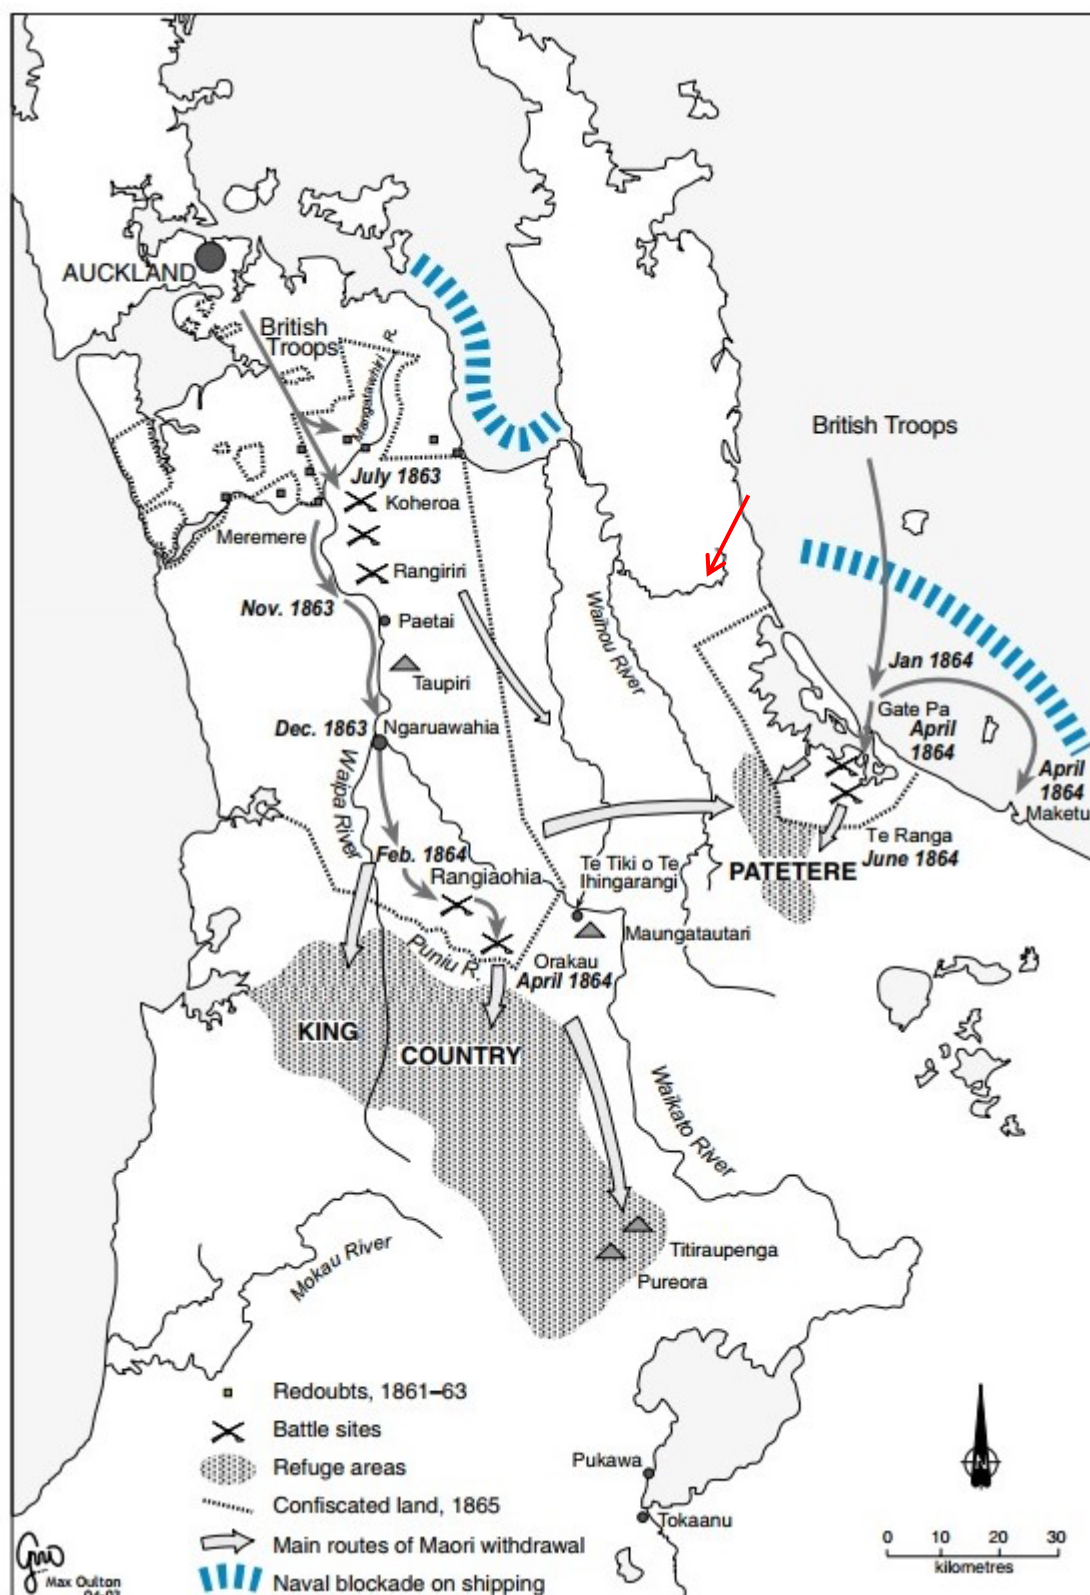 AUCKLAND
British
Troops
Mangatawhiri R.
British Troops
July 1863
Koheroa
Meremere
Rangiriri
Nov. 1863
Paetai
Waihou River
Taupiri
Jan 1864
Gate Pa
April
1864
Dec. 1863
Ngaruawahia
April
1864
Maketu
Waipa River
Te Ranga
June 1864
Feb. 1864
Rangiaohia
Te Tiki o Te
Ihingarangi
PATETERE
Maungatautari
Puniu R.
Orakau
April 1864
KING
COUNTRY
Waikato River
Mokau River
Titiraupenga
Pureora
Redoubts, 1861–63
Battle sites
Refuge areas
Confiscated land, 1865
Main routes of Maori withdrawal
Naval blockade on shipping
Pukawa
Tokaanu
0 10 20 30
kilometres
Max Oulton